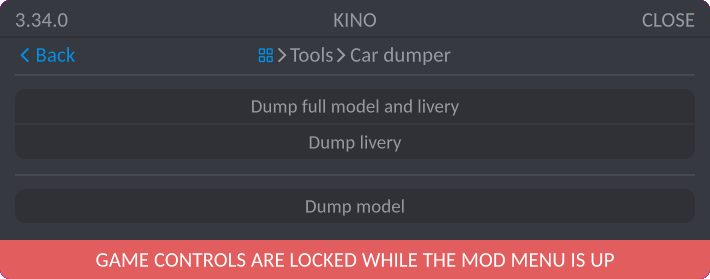 3.34.0 KINO CLOSE
Back Tools Car dumper
Dump full model and livery
Dump livery
Dump model
GAME CONTROLS ARE LOCKED WHILE THE MOD MENU IS UP